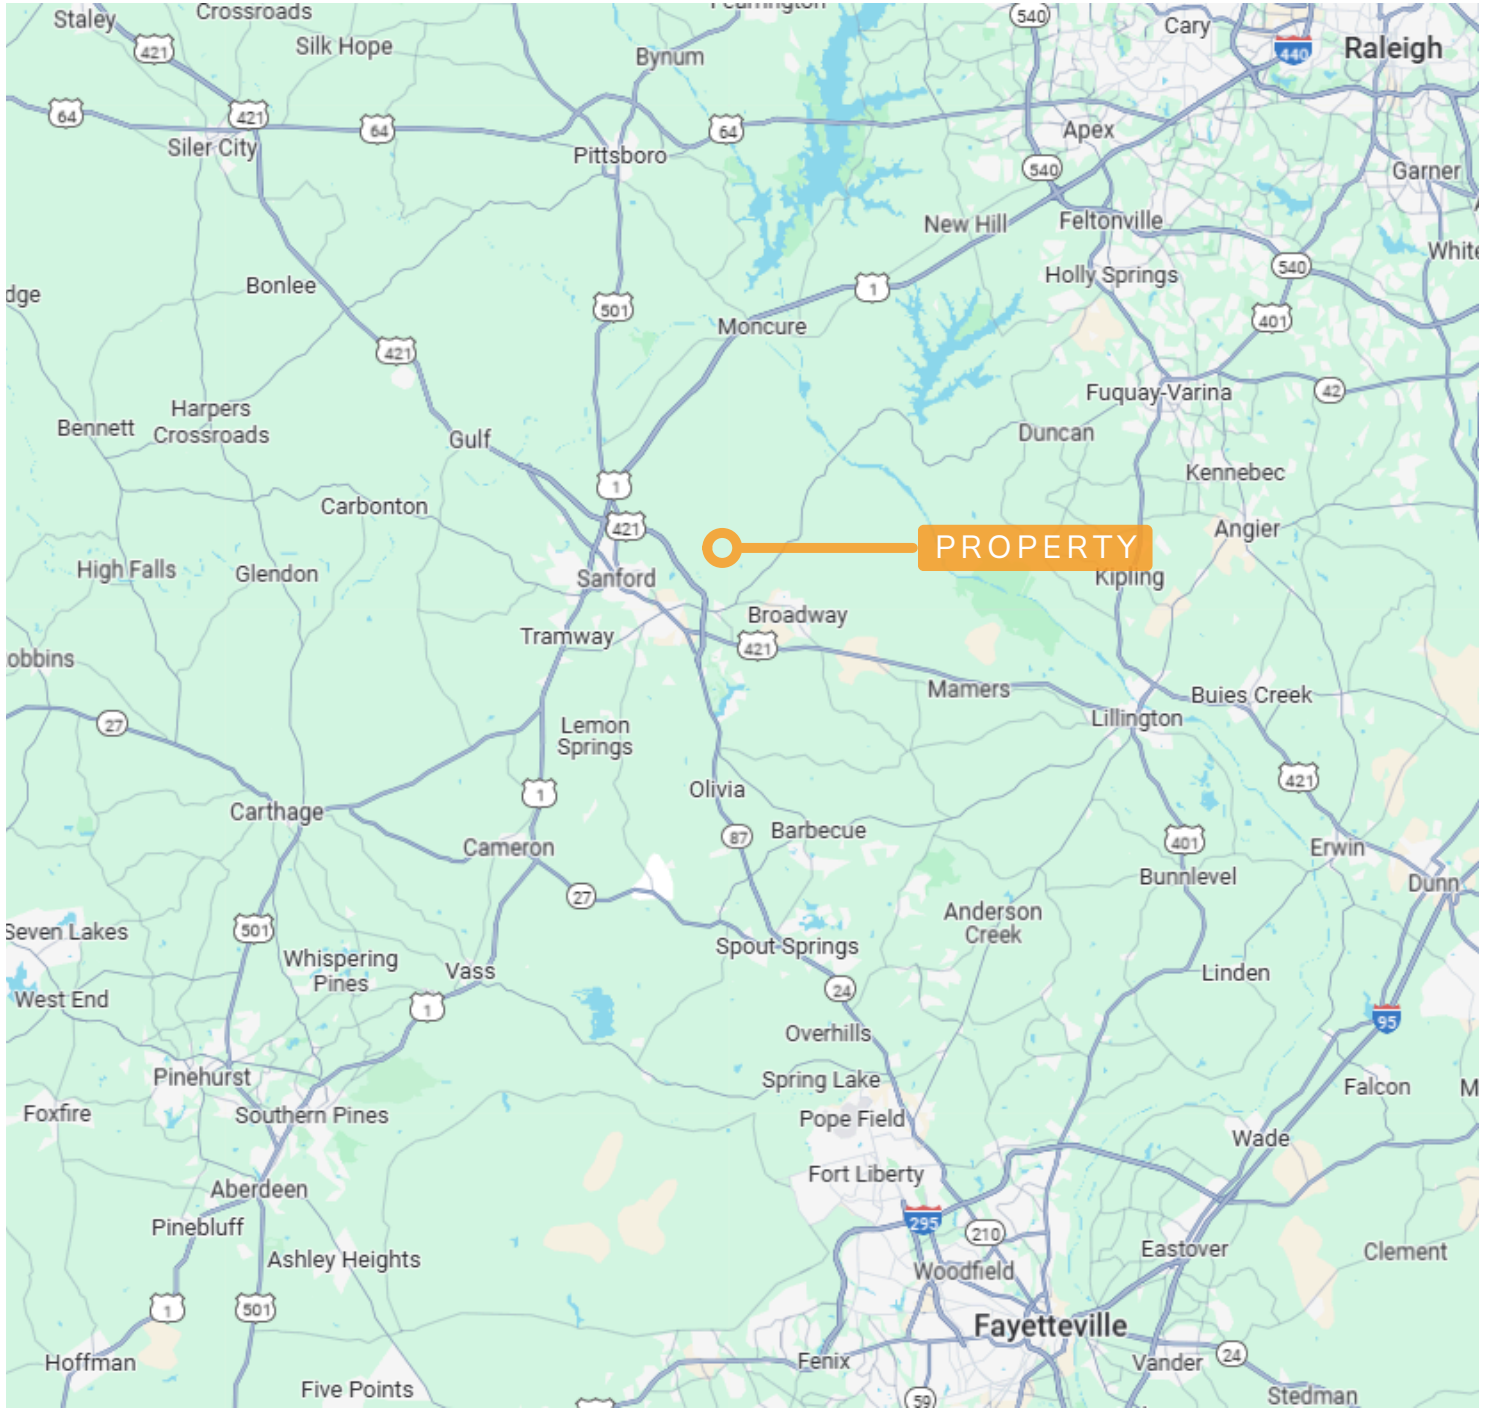 Staley
Crossroads
540
Cary
440
Raleigh
421
Silk Hope
Bynum
64
421
64
64
Apex
Siler City
Pittsboro
540
Garner
New Hill
Feltonville
White
540
Holly Springs
Bonlee
dge
1
501
401
Moncure
421
Fuquay-Varina
42
Harpers
Crossroads
Bennett
Gulf
Duncan
Kennebec
1
Carbonton
421
Angier
PROPERTY
High Falls
Glendon
Sanford
Kipling
Broadway
Tramway
421
obbins
Mamers
Buies Creek
27
Lillington
Lemon
Springs
421
1
Olivia
Carthage
87
Barbecue
401
Cameron
Erwin
Bunnlevel
Dunn
27
Anderson
Creek
501
Seven Lakes
Spout Springs
Whispering
Pines
Vass
Linden
24
West End
1
95
Overhills
Pinehurst
Spring Lake
Falcon
M
Foxfire
Southern Pines
Pope Field
Wade
Fort Liberty
Aberdeen
295
Pinebluff
210
Eastover
Clement
Ashley Heights
Woodfield
1
501
Fayetteville
Hoffman
Fenix
Vander
24
Five Points
Stedman
59